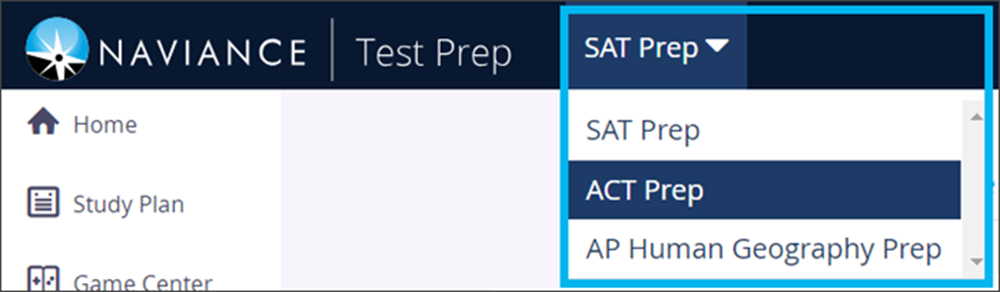 NAVIANCE Test Prep SAT Prep
Home
Study Plan
Game Center
SAT Prep
ACT Prep
AP Human Geography Prep